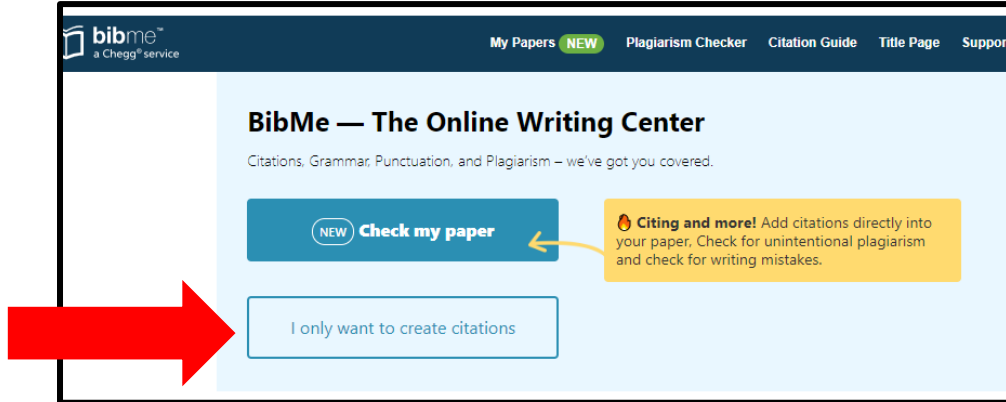 bibme™
a Chegg® service
My Papers NEW Plagiarism Checker Citation Guide Title Page Suppor
BibMe — The Online Writing Center
Citations, Grammar, Punctuation, and Plagiarism – we've got you covered.
NEW Check my paper
Citing and more! Add citations directly into
your paper, Check for unintentional plagiarism
and check for writing mistakes.
I only want to create citations